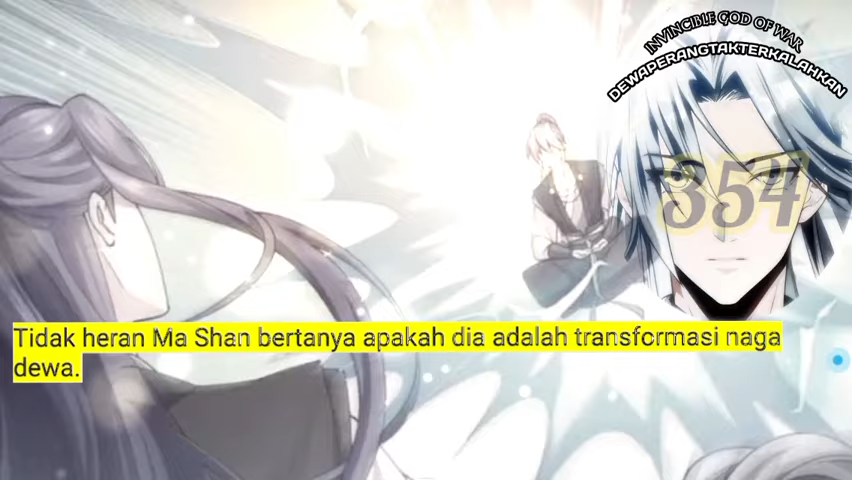 INVINCIBLE GOD OF WAR
DEWAPERANGTAKTERKALAHKAN
354
Tidak heran Ma Shan bertanya apakah dia adalah transformasi naga
dewa.